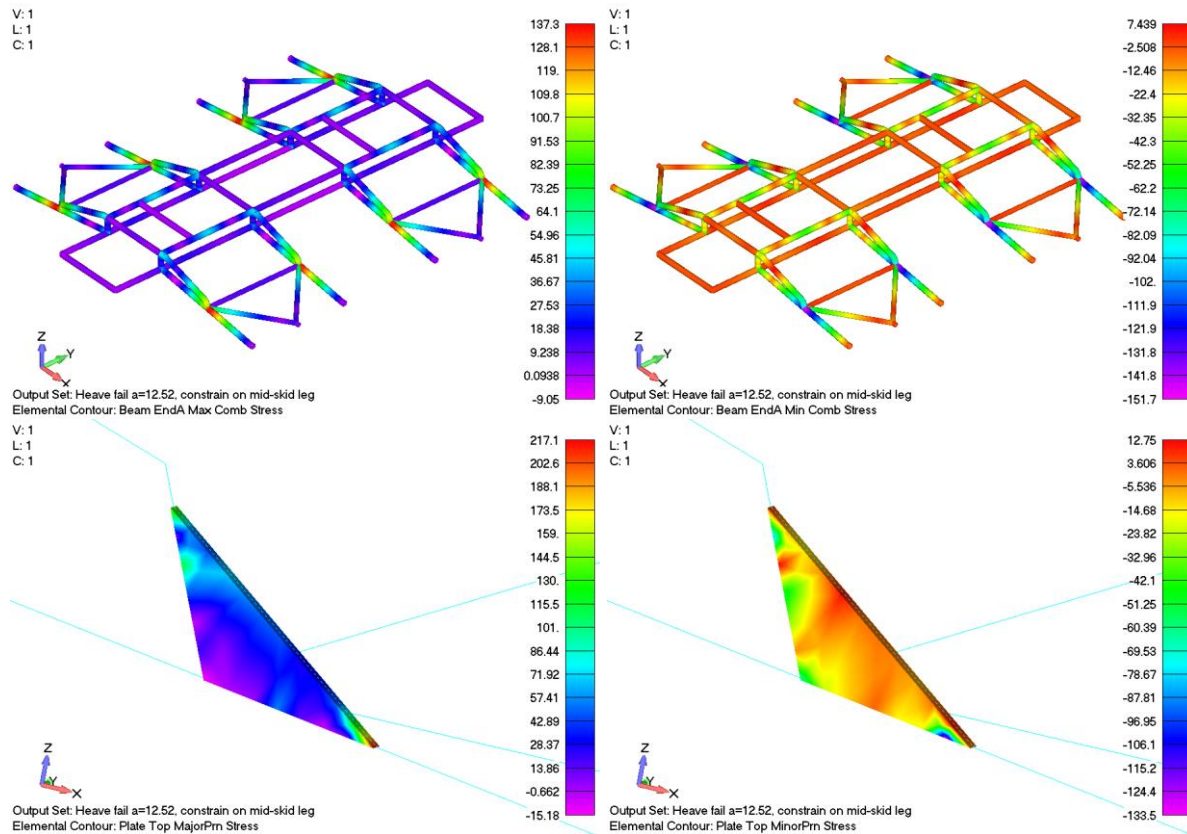 V: 1
L: 1
C: 1
137.3
128.1
119.
109.8
100.7
91.53
82.39
73.25
64.1
54.96
45.81
36.67
27.53
18.38
9.238
0.0938
-9.05
Z
Y
X
Output Set: Heave fail a=12.52, constrain on mid-skid leg
Elemental Contour: Beam EndA Max Comb Stress
V: 1
L: 1
C: 1
7.439
-2.508
-12.46
-22.4
-32.35
-42.3
-52.25
-62.2
-72.14
-82.09
-92.04
-102.
-111.9
-121.9
-131.8
-141.8
-151.7
Z
Y
X
Output Set: Heave fail a=12.52, constrain on mid-skid leg
Elemental Contour: Beam EndA Min Comb Stress
V: 1
L: 1
C: 1
217.1
202.6
188.1
173.5
159.
144.5
130.
115.5
101.
86.44
71.92
57.41
42.89
28.37
13.86
-0.662
-15.18
Z
Y
X
Output Set: Heave fail a=12.52, constrain on mid-skid leg
Elemental Contour: Plate Top MajorPrn Stress
V: 1
L: 1
C: 1
12.75
3.606
-5.536
-14.68
-23.82
-32.96
-42.1
-51.25
-60.39
-69.53
-78.67
-87.81
-96.95
-106.1
-115.2
-124.4
-133.5
Z
Y
X
Output Set: Heave fail a=12.52, constrain on mid-skid leg
Elemental Contour: Plate Top MinorPrn Stress